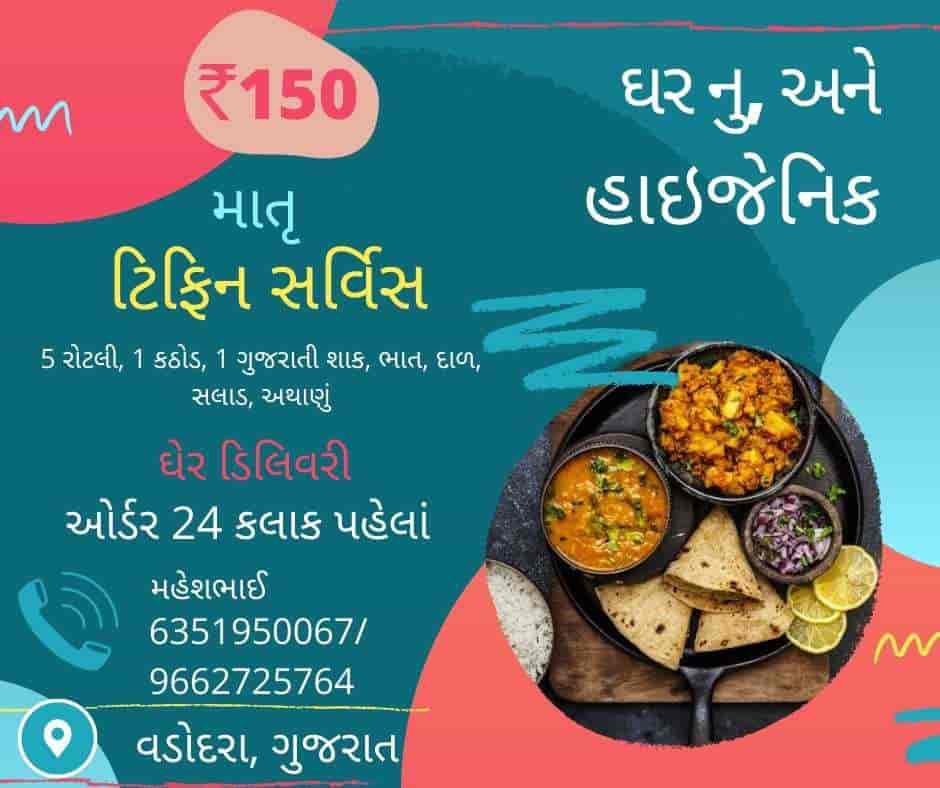 ₹150
ઘર નુ, અને
હાઇજેનિક
માતૃ
ટિફિન સર્વિસ
5 રોટલી, 1 કઠોડ, 1 ગુજરાતી શાક, ભાત, દાળ,
સલાડ, અથાણું
ઘેર ડિલિવરી
ઓર્ડર 24 કલાક પહેલાં
મહેશભાઈ
6351950067/
9662725764
વડોદરા, ગુજરાત